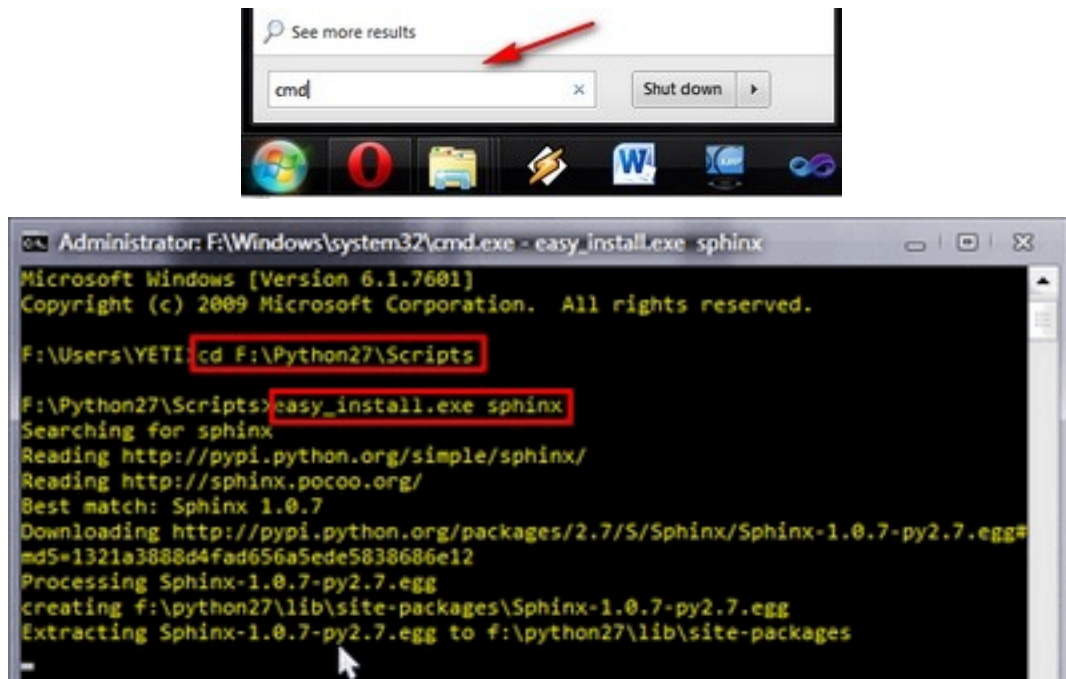 See more results
cmd
Shut down
W
Administrator: F:\Windows\system32\cmd.exe - easy_install.exe sphinx
Microsoft Windows [Version 6.1.7601]
Copyright (c) 2009 Microsoft Corporation.  All rights reserved.
F:\Users\YETI>cd F:\Python27\Scripts
F:\Python27\Scripts>easy_install.exe sphinx
Searching for sphinx
Reading http://pypi.python.org/simple/sphinx/
Reading http://sphinx.pocoo.org/
Best match: Sphinx 1.0.7
Downloading http://pypi.python.org/packages/2.7/S/Sphinx/Sphinx-1.0.7-py2.7.egg#
md5=1321a3888d4fad656a5ede5838686e12
Processing Sphinx-1.0.7-py2.7.egg
creating f:\python27\lib\site-packages\Sphinx-1.0.7-py2.7.egg
Extracting Sphinx-1.0.7-py2.7.egg to f:\python27\lib\site-packages